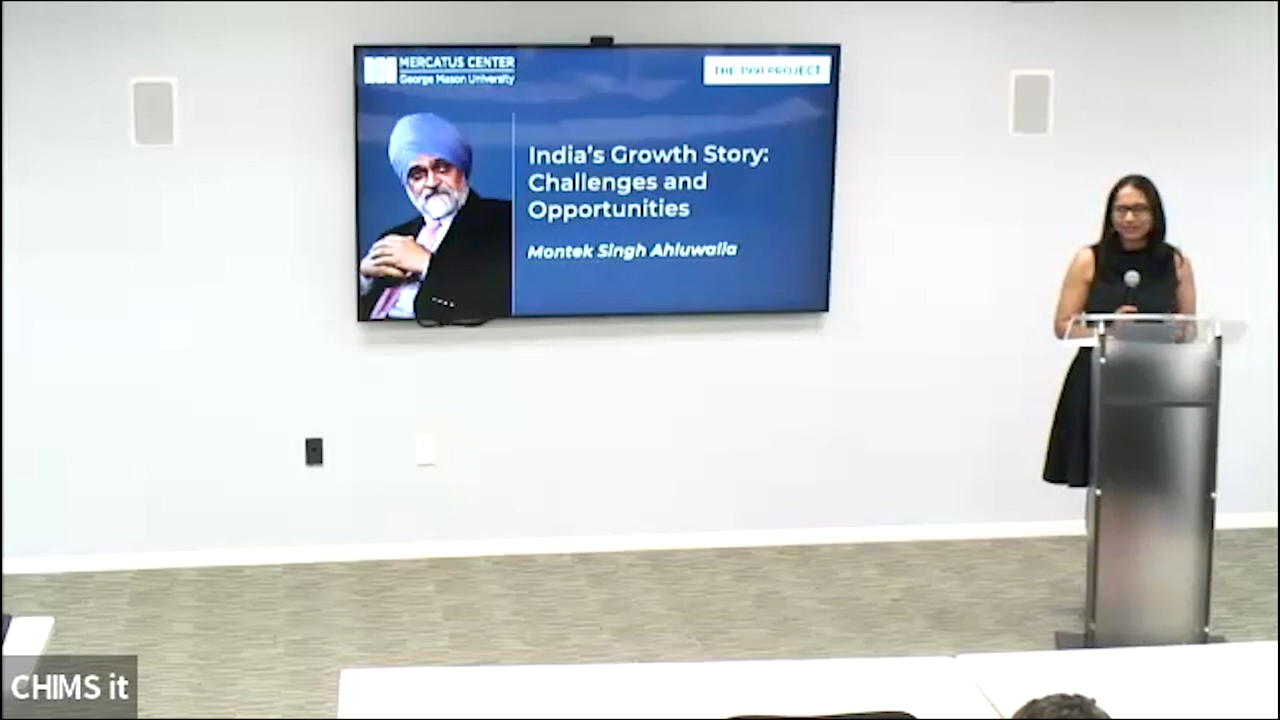 MERCATUS CENTER
George Mason University
THE 1991 PROJECT
India's Growth Story:
Challenges and
Opportunities
Montek Singh Ahluwalia
CHIMS it